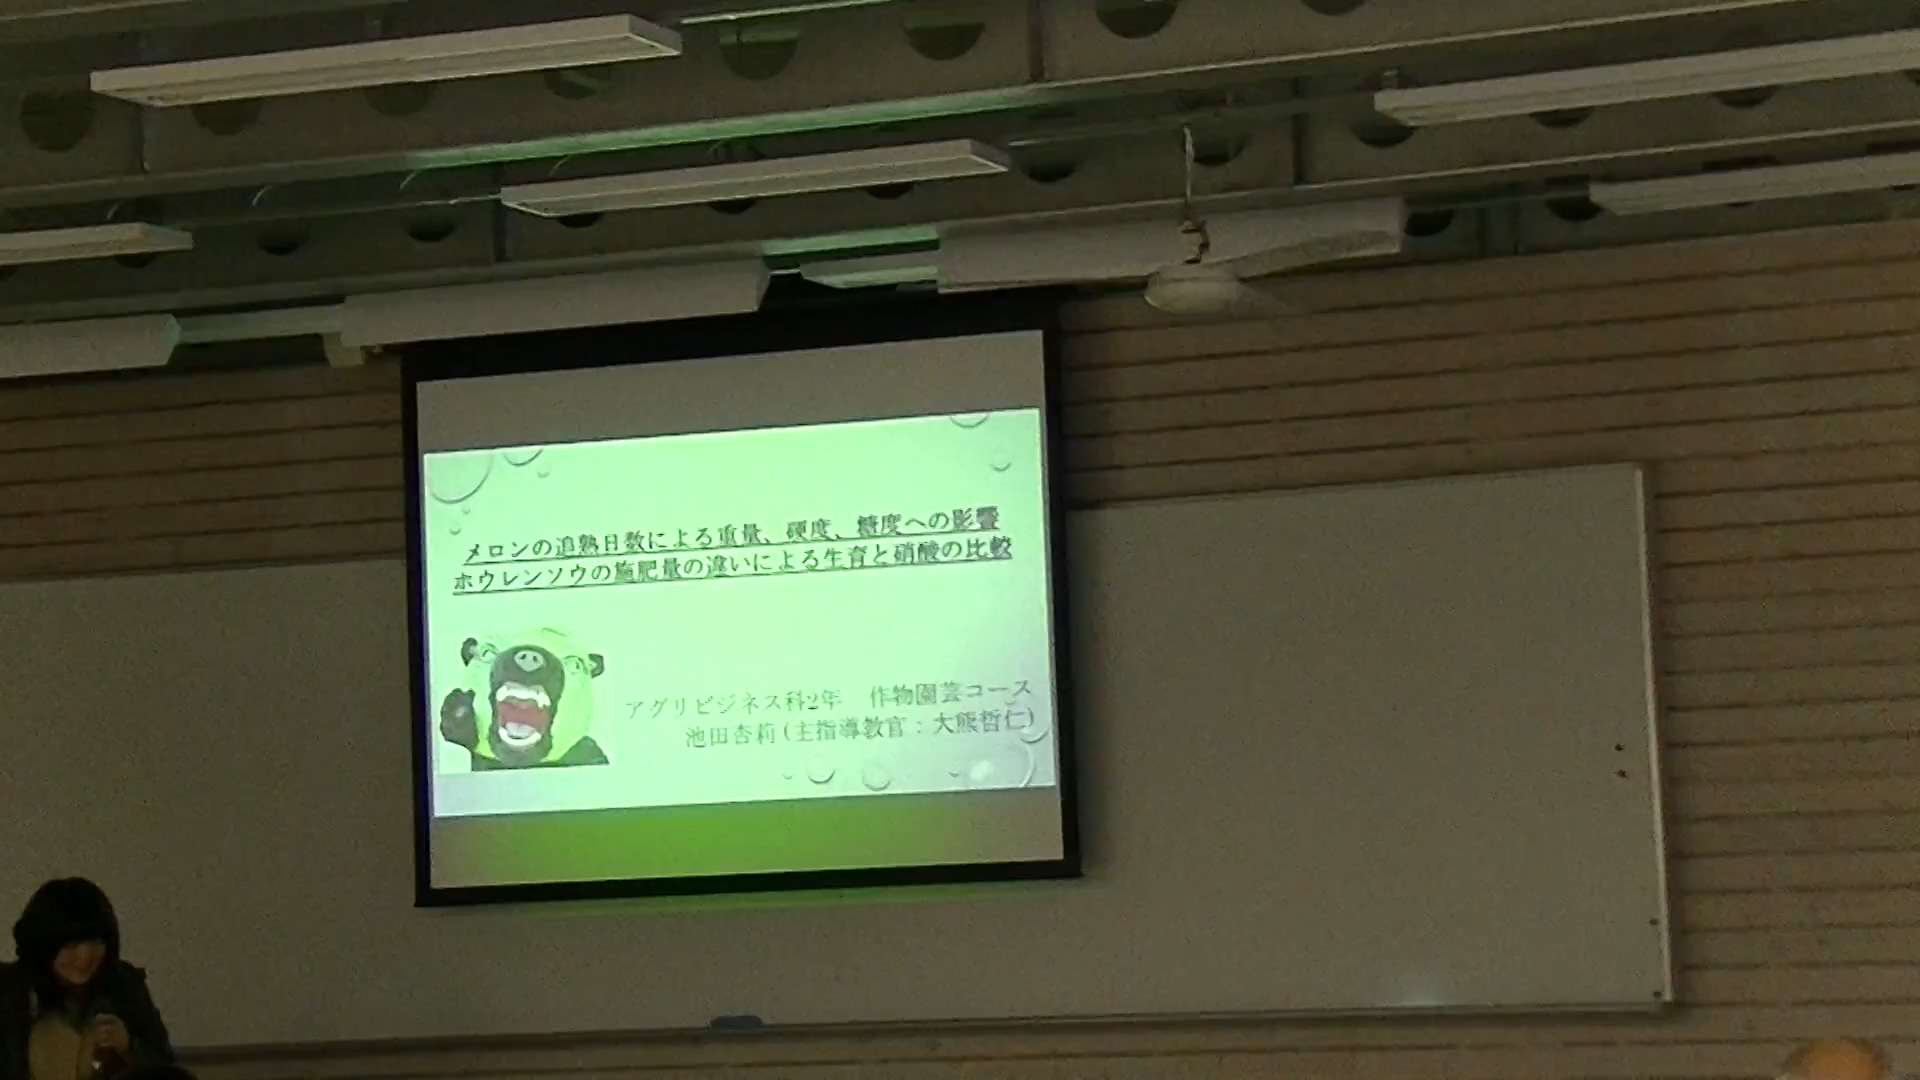 メロンの追熟日数による重量、硬度、糖度への影響
ホウレンソウの施肥量の違いによる生育と硝酸の比較
アグリビジネス科2年　作物園芸コース
池田杏莉(主指導教官：大熊哲仁)